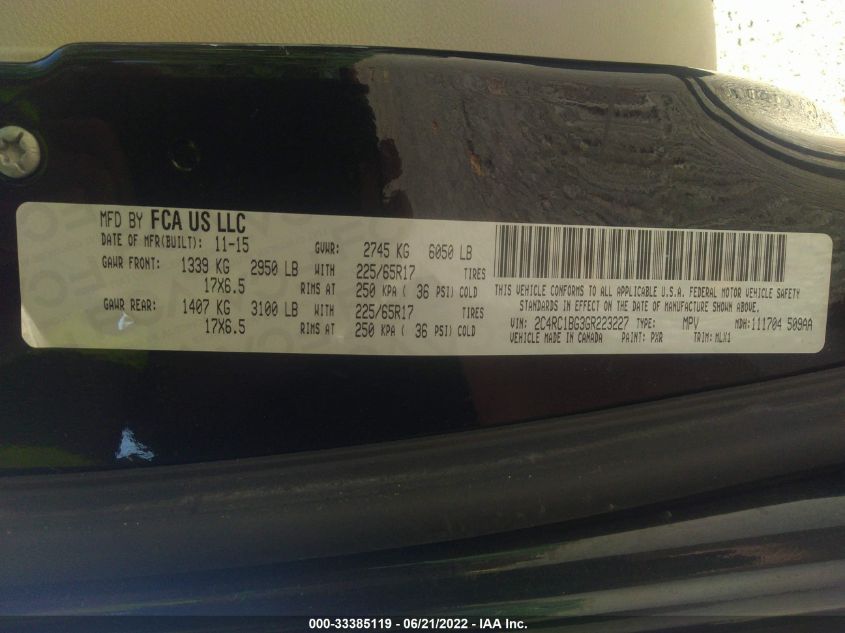 MFD BY FCA US LLC
DATE OF MFR(BUILT): 11-15 GVWR: 2745 KG 6050 LB
GAWR FRONT: 1339 KG 2950 LB WITH 225/65R17 TIRES
17X6.5 RIMS AT 250 KPA ( 36 PSI) COLD
GAWR REAR: 1407 KG 3100 LB WITH 225/65R17 TIRES
17X6.5 RIMS AT 250 KPA ( 36 PSI) COLD
THIS VEHICLE CONFORMS TO ALL APPLICABLE U.S.A. FEDERAL MOTOR VEHICLE SAFETY
STANDARDS IN EFFECT ON THE DATE OF MANUFACTURE SHOWN ABOVE.
VIN: 2C4RC1BG3GR223227 TYPE: MPV MDH: 111704 509AA
VEHICLE MADE IN CANADA PAINT: PXR TRIM: MLX1
000-33385119 - 06/21/2022 - IAA Inc.